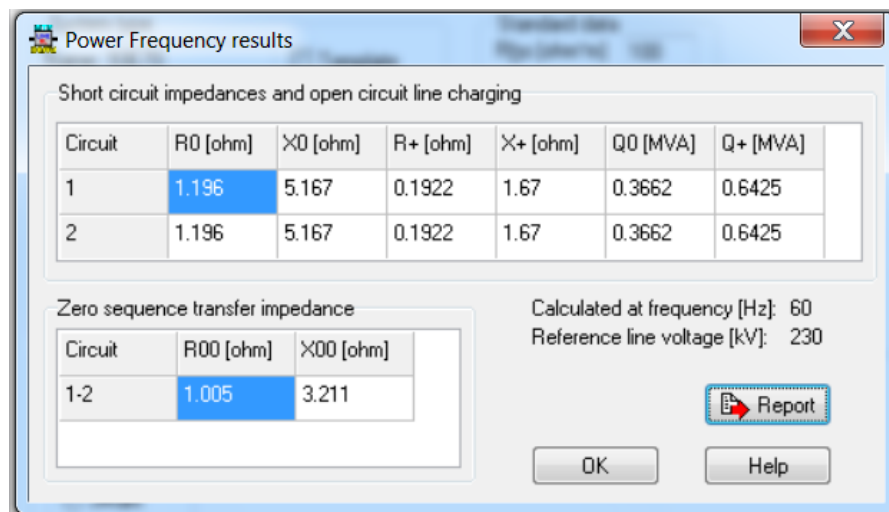 Power Frequency results
Short circuit impedances and open circuit line charging
Circuit R0 [ohm] X0 [ohm] R+ [ohm] X+ [ohm] Q0 [MVA] Q+ [MVA]
1 1.196 5.167 0.1922 1.67 0.3662 0.6425
2 1.196 5.167 0.1922 1.67 0.3662 0.6425
Zero sequence transfer impedance
Circuit R00 [ohm] X00 [ohm]
1-2 1.005 3.211
Calculated at frequency [Hz]: 60
Reference line voltage [kV]: 230
Report
OK Help